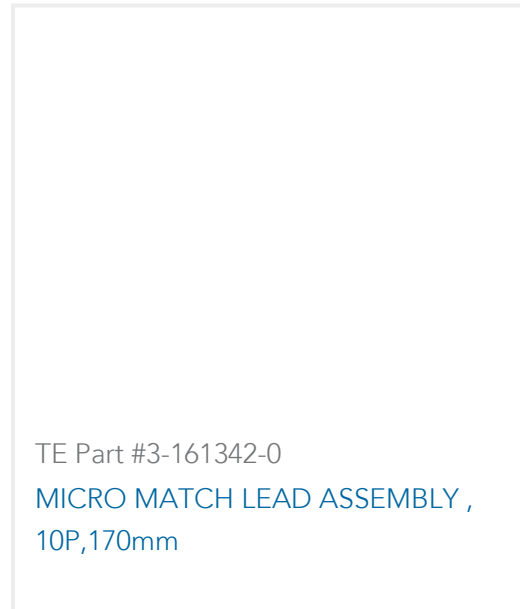 TE Part #3-161342-0
MICRO MATCH LEAD ASSEMBLY ,
10P,170mm